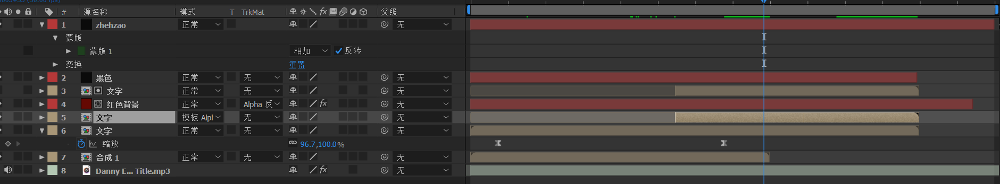 # 源名称 模式 T TrkMat fx 父级
1 zhehzao 正常 无
蒙版
蒙版 1 相加 反转
变换 重置
2 黑色 正常 无 无
3 文字 正常 无 无
4 红色背景 正常 Alpha 反 fx 无
5 文字 模板 Alph 无 无
6 文字 正常 无 无
缩放 96.7,100.0%
7 合成 1 正常 无 无
8 Danny E... Title.mp3 fx 无